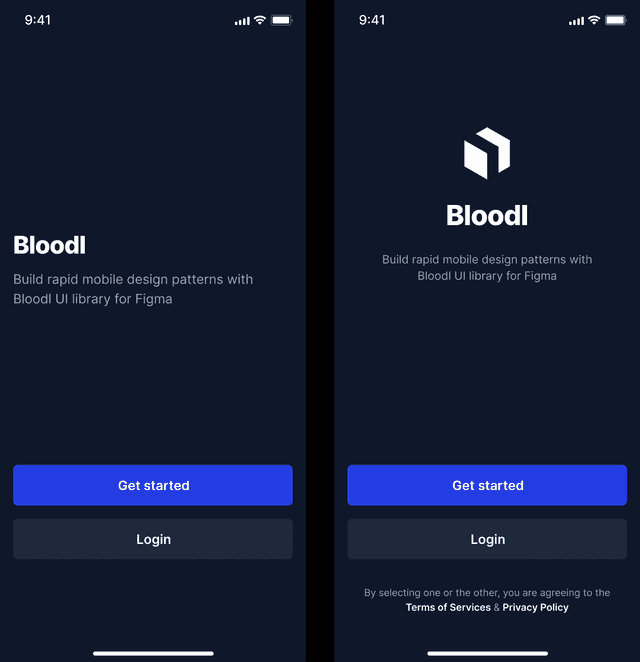 9:41
Bloodl
Build rapid mobile design patterns with
Bloodl UI library for Figma
Get started
Login
9:41
Bloodl
Build rapid mobile design patterns with
Bloodl UI library for Figma
Get started
Login
By selecting one or the other, you are agreeing to the
Terms of Services & Privacy Policy